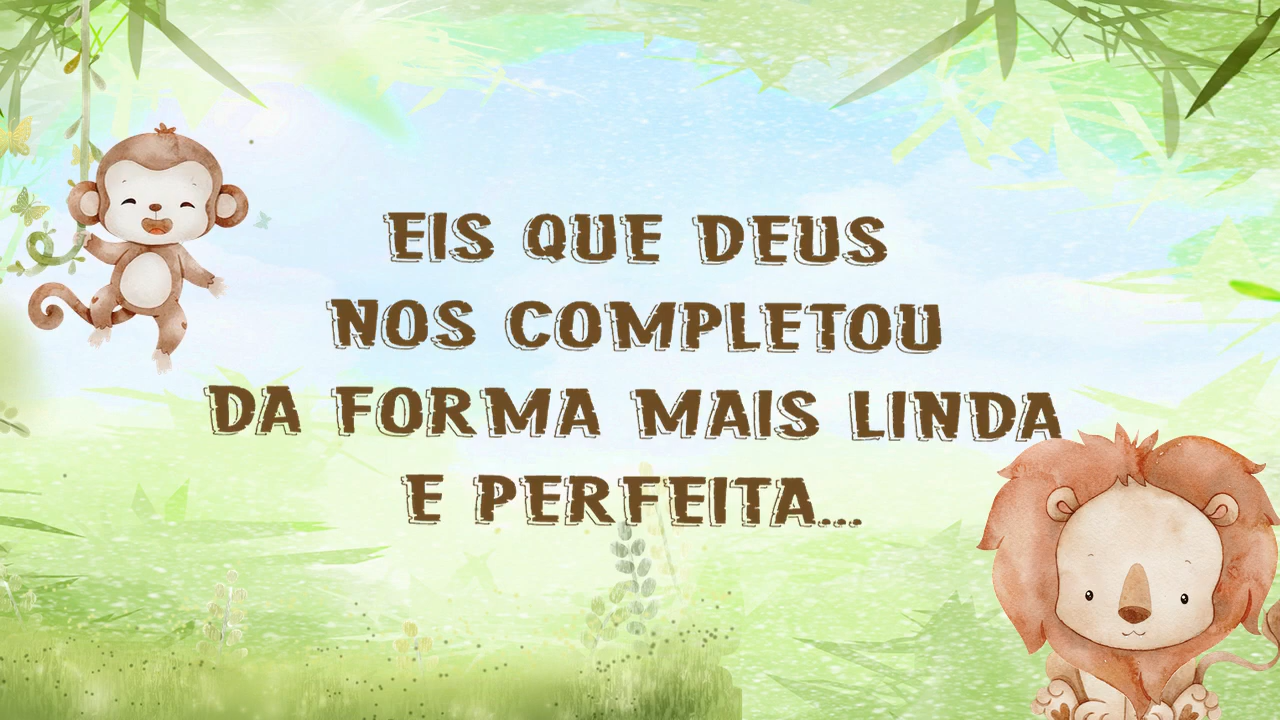 EIS QUE DEUS
NOS COMPLETOU
DA FORMA MAIS LINDA
E PERFEITA...